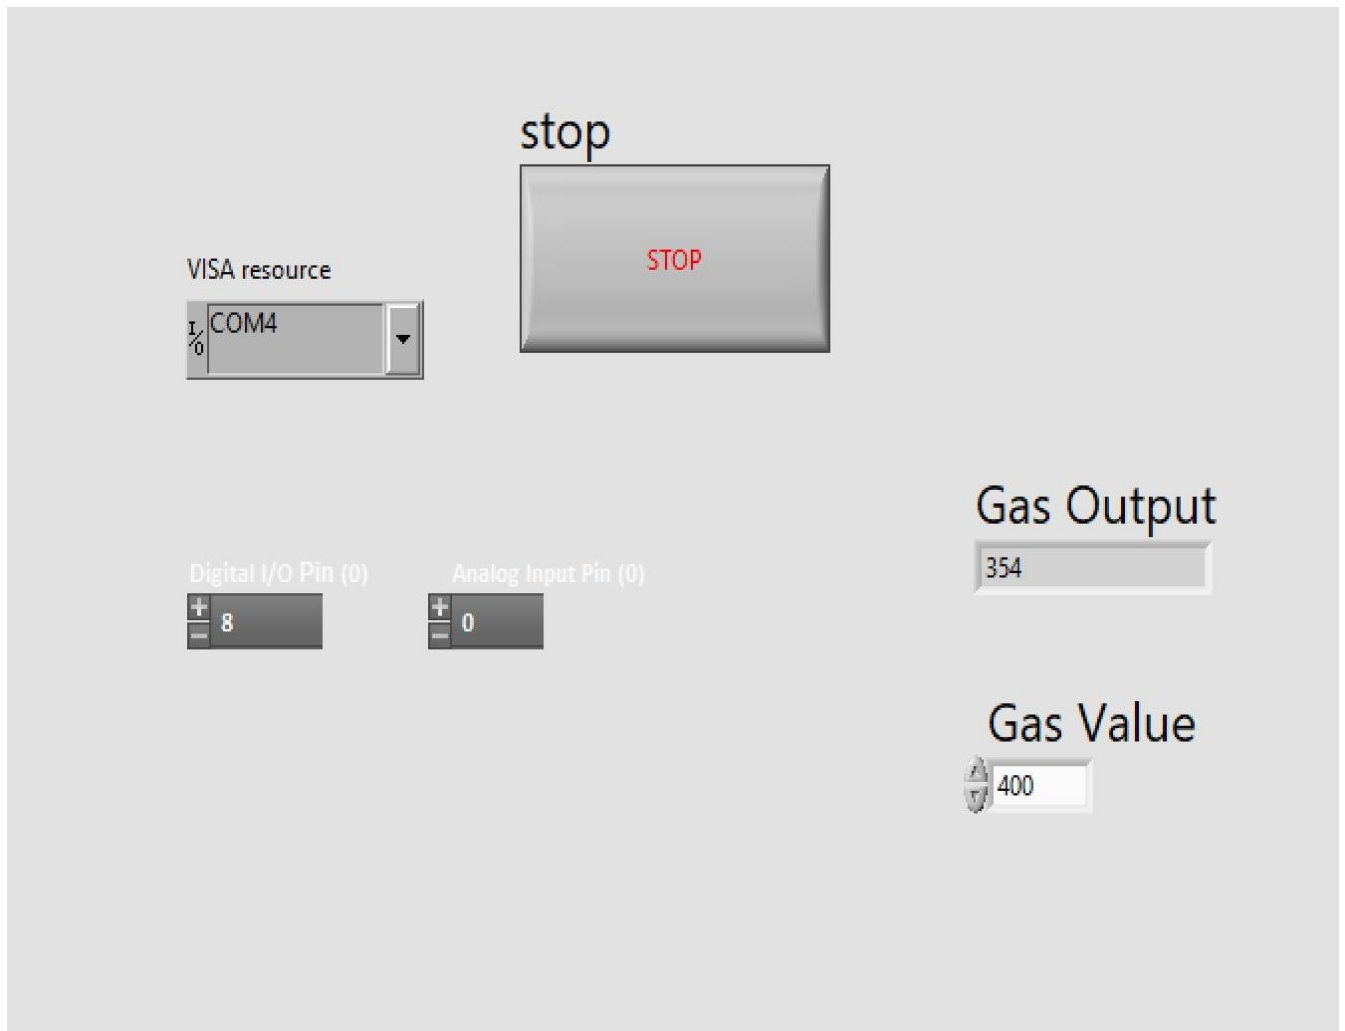 stop
STOP
VISA resource
I/O
COM4
Gas Output
354
Digital I/O Pin (0)
Analog Input Pin (0)
8
0
Gas Value
400